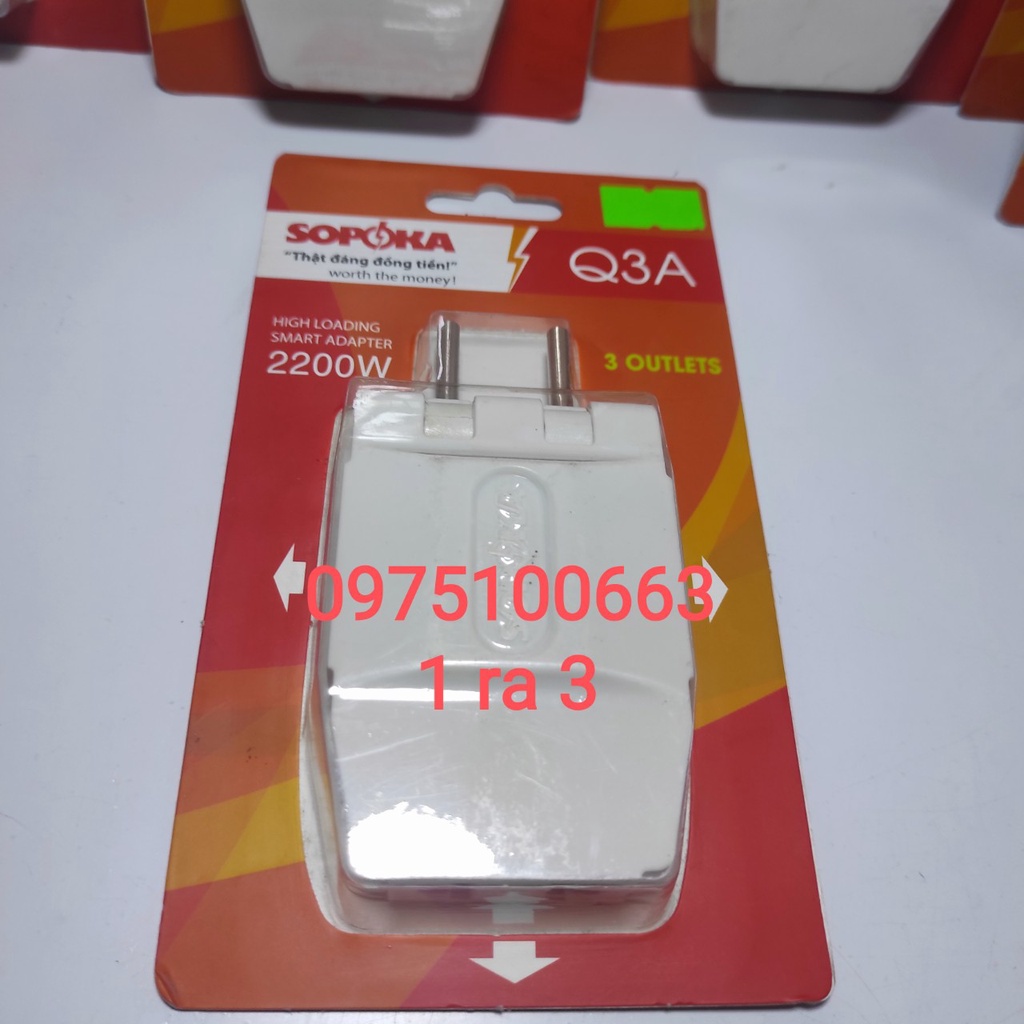 SOPOKA
"Thật đáng đồng tiền!"
worth the money!
Q3A
HIGH LOADING
SMART ADAPTER
2200W
3 OUTLETS
0975100663
1 ra 3